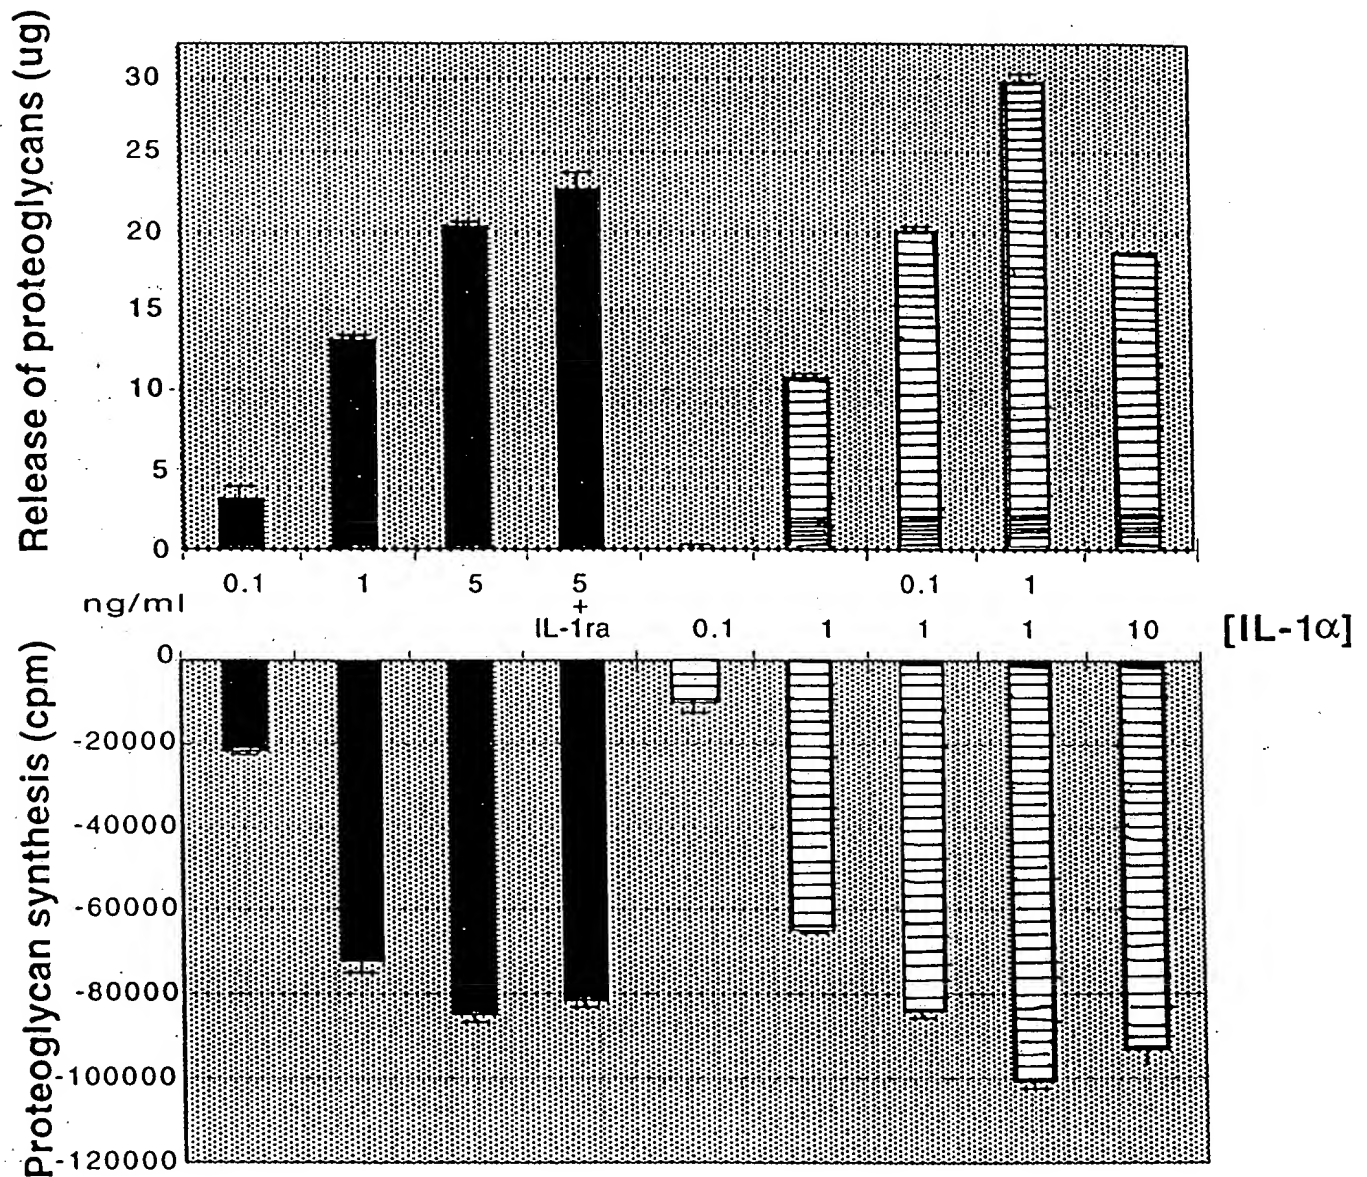 Release of proteoglycans (ug)
30
25
20
15
10
5
0
0.1 1 5 5 0.1 1
ng/ml +
IL-1ra 0.1 1 1 1 10 [IL-1α]
Proteoglycan synthesis (cpm)
0
-20000
-40000
-60000
-80000
-100000
-120000